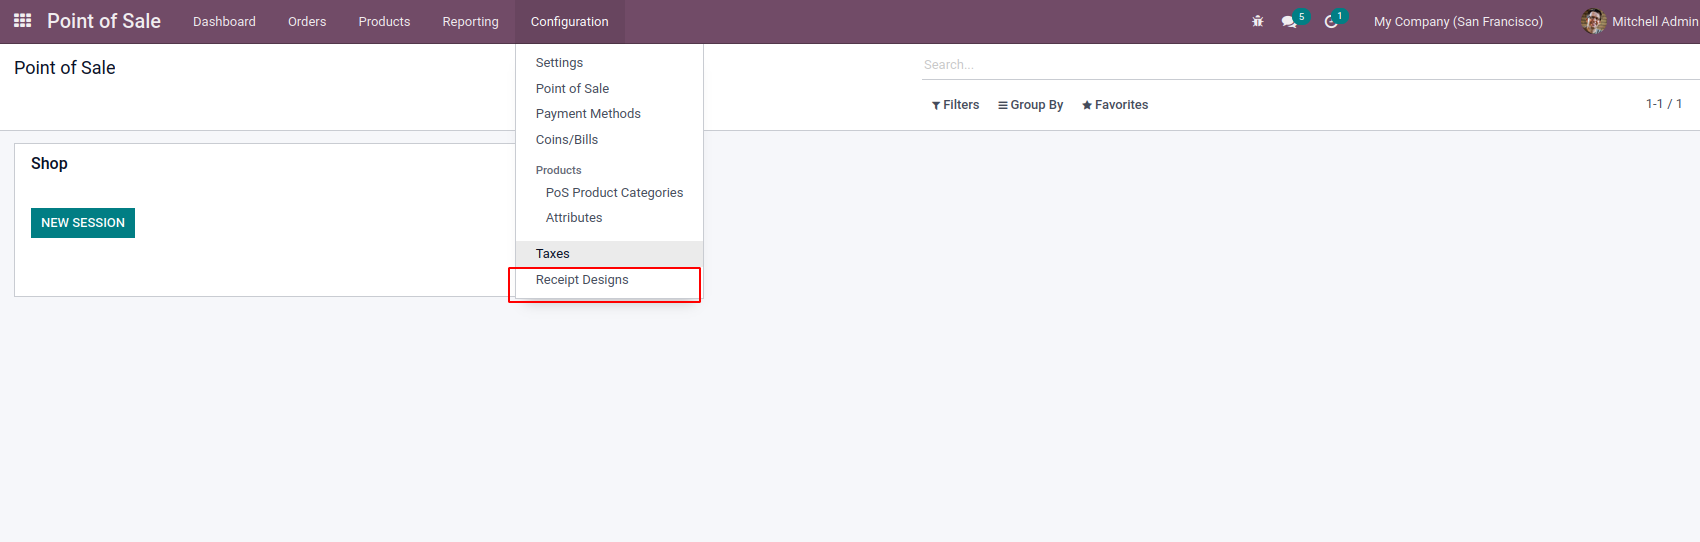 Point of Sale Dashboard Orders Products Reporting Configuration 5 1 My Company (San Francisco) Mitchell Admin
Point of Sale
Search...
Filters Group By Favorites 1-1 / 1
Settings
Point of Sale
Payment Methods
Coins/Bills
Products
PoS Product Categories
Attributes
Taxes
Receipt Designs
Shop
NEW SESSION